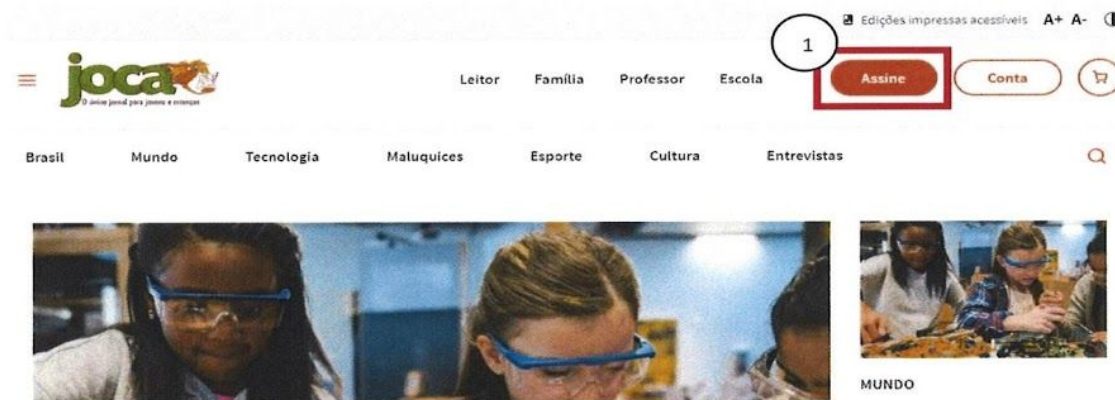 Edições impressas acessíveis A+ A-
1
joca
O único jornal para jovens e crianças
Leitor Família Professor Escola Assine Conta
Brasil Mundo Tecnologia Maluquices Esporte Cultura Entrevistas
MUNDO